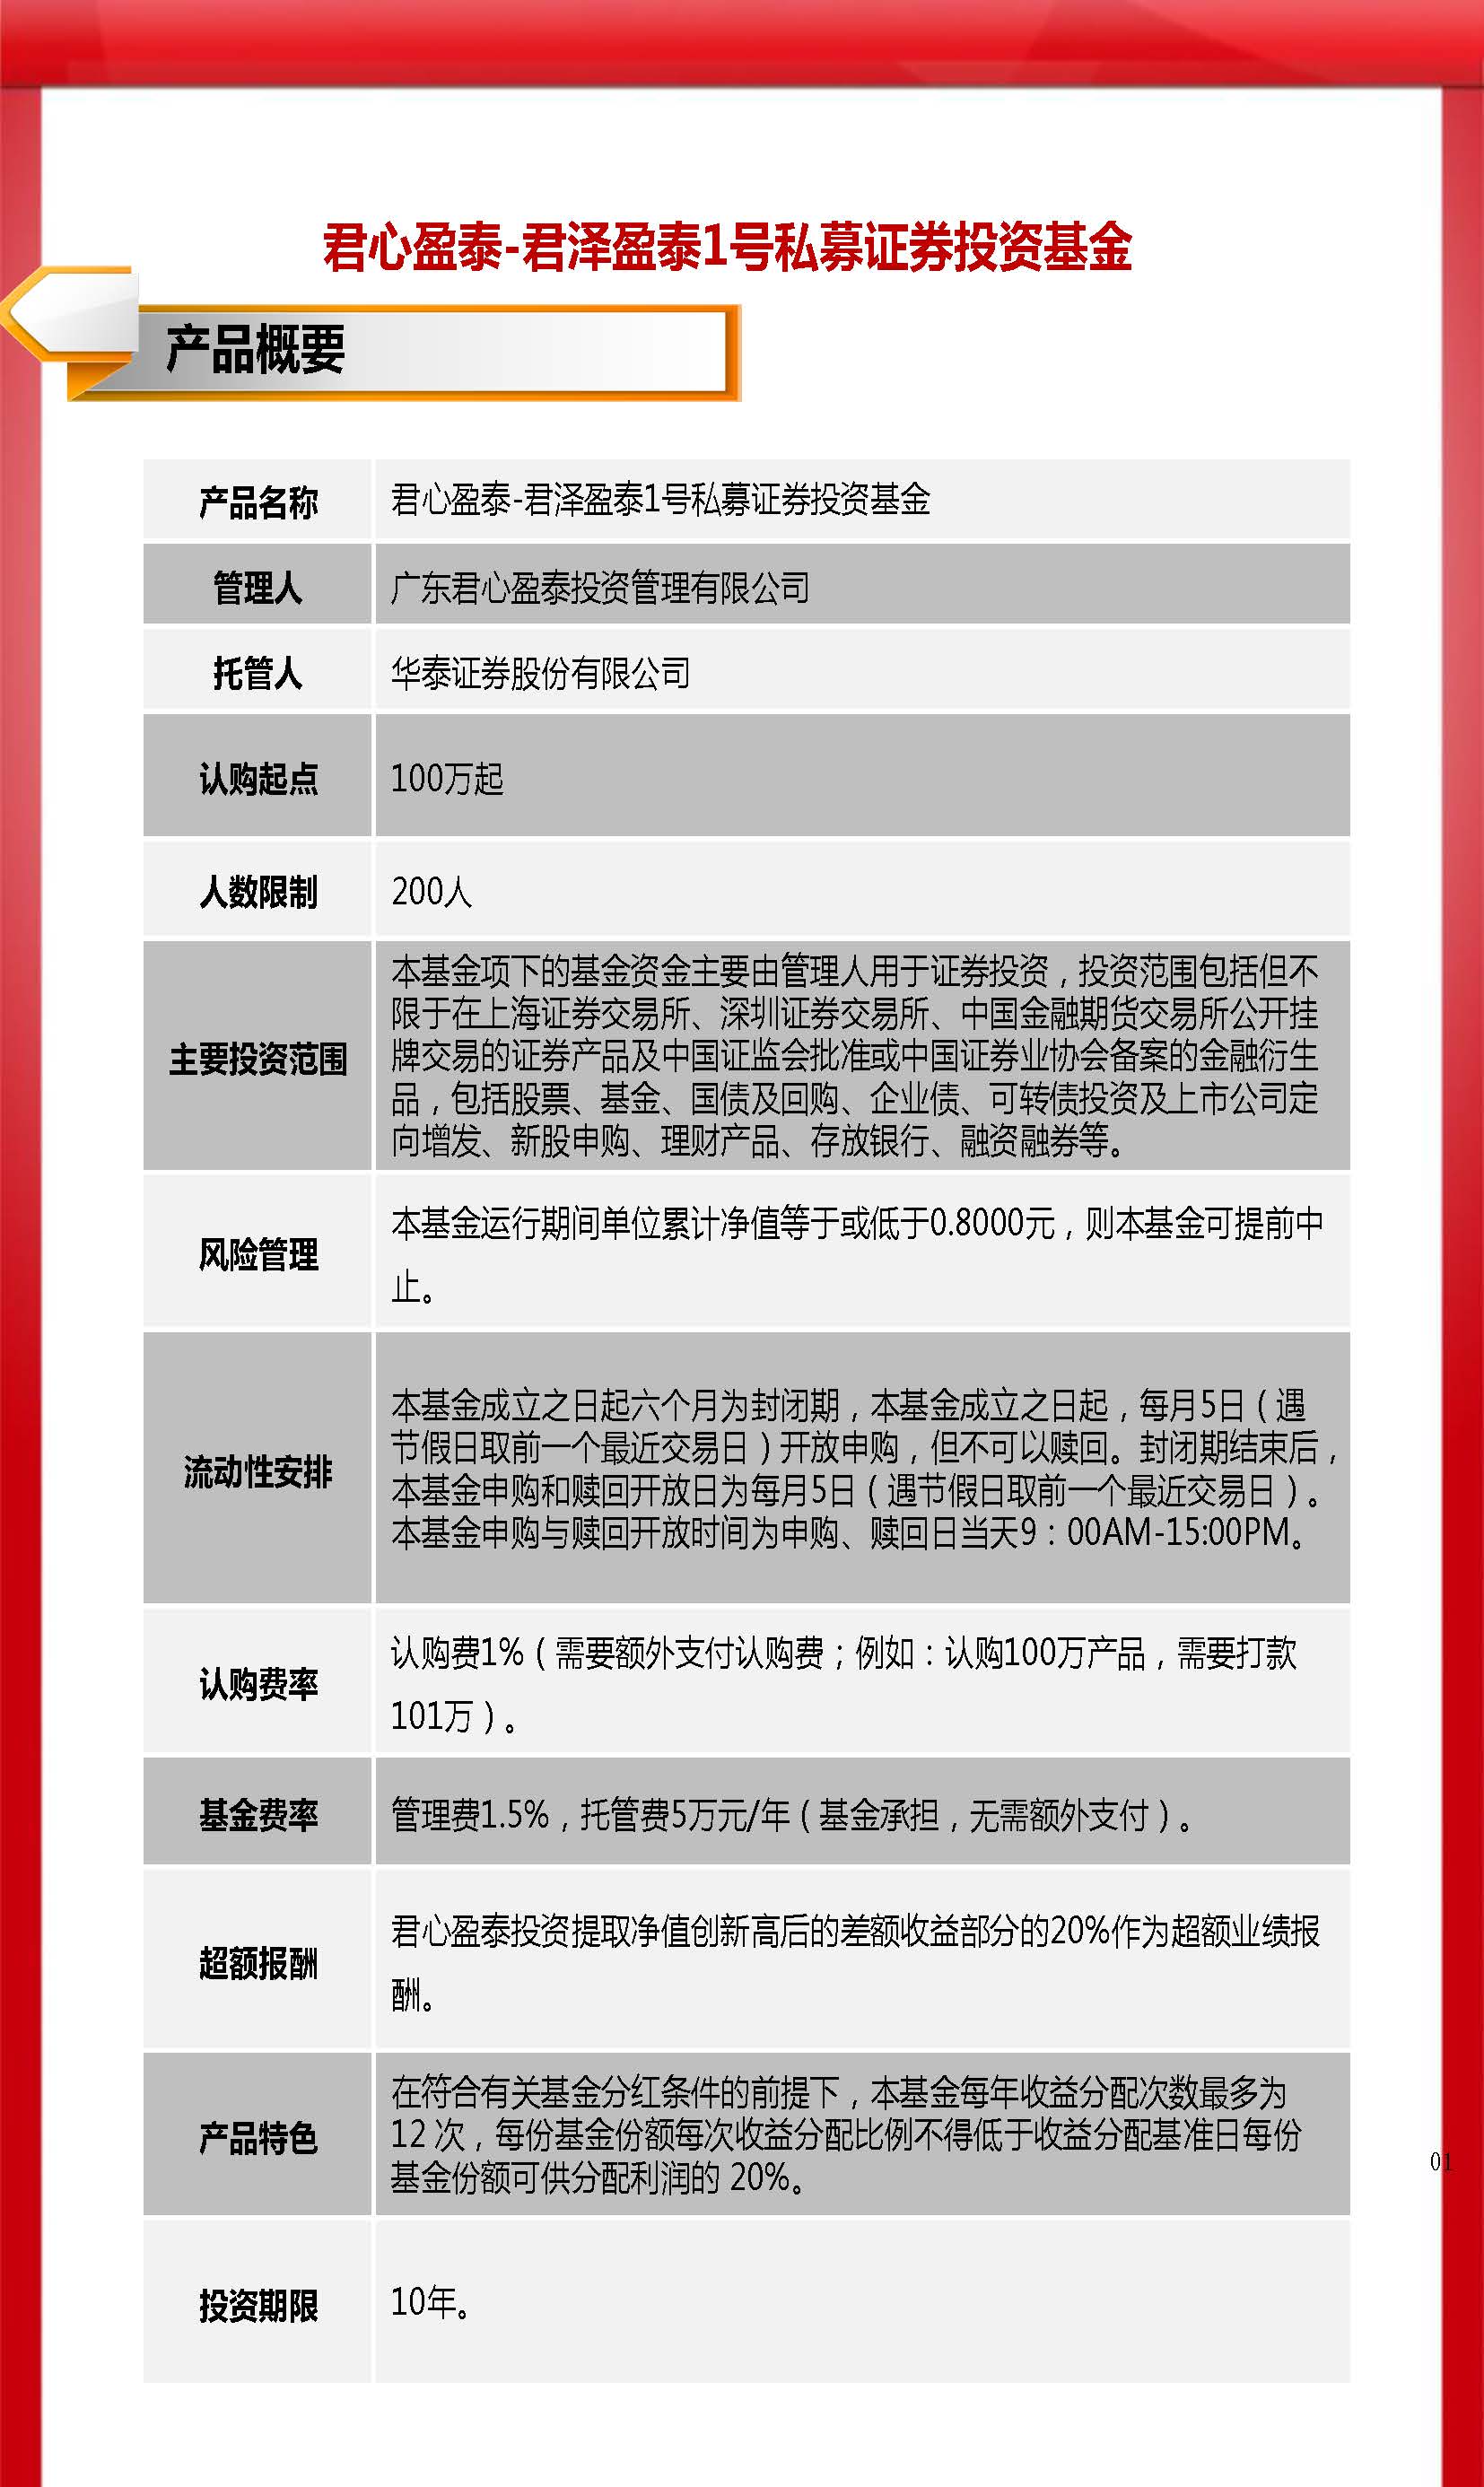 君心盈泰-君泽盈泰1号私募证券投资基金
产品概要
产品名称
君心盈泰-君泽盈泰1号私募证券投资基金
管理人
广东君心盈泰投资管理有限公司
托管人
华泰证券股份有限公司
认购起点
100万起
人数限制
200人
主要投资范围
本基金项下的基金资金主要由管理人用于证券投资，投资范围包括但不
限于在上海证券交易所、深圳证券交易所、中国金融期货交易所公开挂
牌交易的证券产品及中国证监会批准或中国证券业协会备案的金融衍生
品，包括股票、基金、国债及回购、企业债、可转债投资及上市公司定
向增发、新股申购、理财产品、存放银行、融资融券等。
风险管理
本基金运行期间单位累计净值等于或低于0.8000元，则本基金可提前中
止。
流动性安排
本基金成立之日起六个月为封闭期，本基金成立之日起，每月5日（遇
节假日取前一个最近交易日）开放申购，但不可以赎回。封闭期结束后，
本基金申购和赎回开放日为每月5日（遇节假日取前一个最近交易日）。
本基金申购与赎回开放时间为申购、赎回日当天9：00AM-15:00PM。
认购费率
认购费1%（需要额外支付认购费；例如：认购100万产品，需要打款
101万）。
基金费率
管理费1.5%，托管费5万元/年（基金承担，无需额外支付）。
超额报酬
君心盈泰投资提取净值创新高后的差额收益部分的20%作为超额业绩报
酬。
产品特色
在符合有关基金分红条件的前提下，本基金每年收益分配次数最多为
12 次，每份基金份额每次收益分配比例不得低于收益分配基准日每份
基金份额可供分配利润的 20%。
01
投资期限
10年。